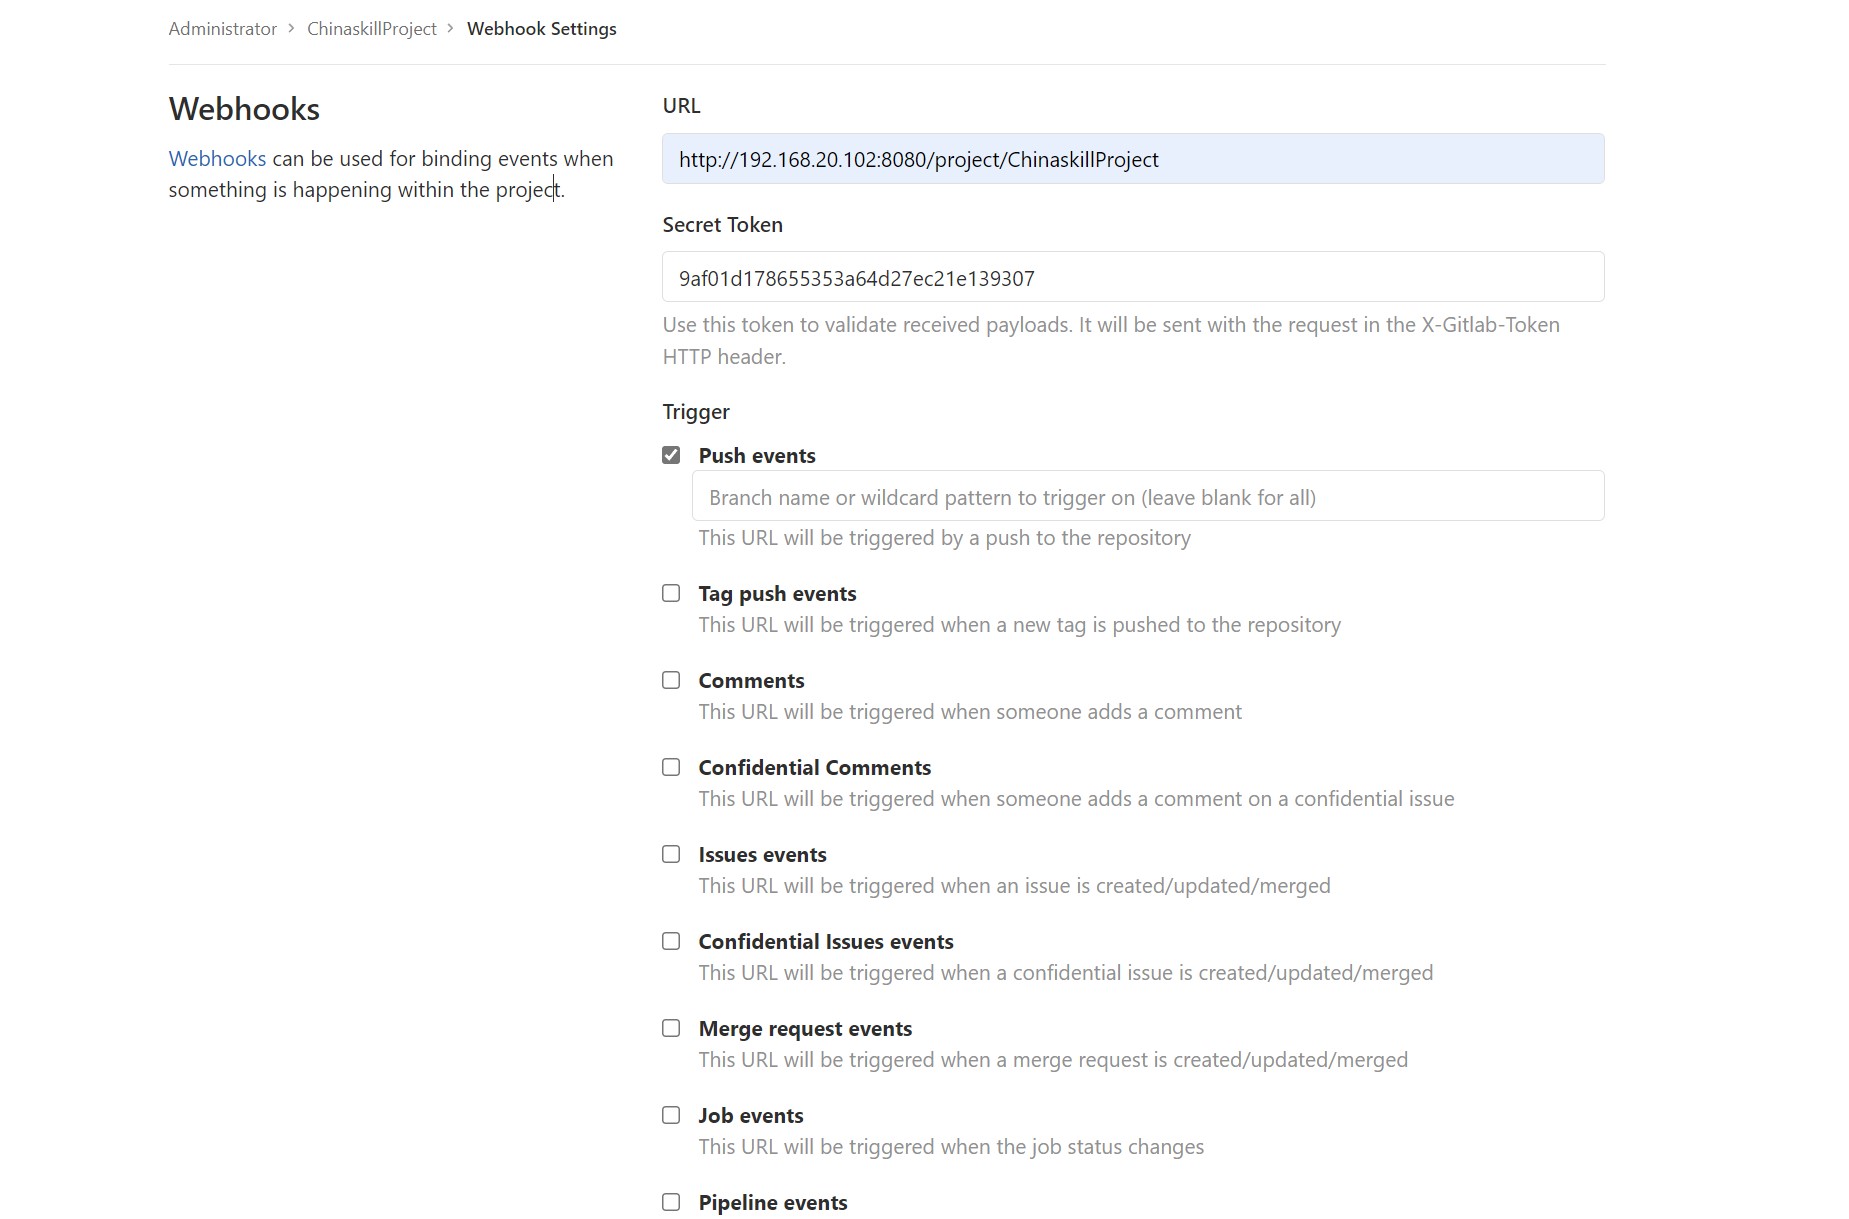 Administrator > ChinaskillProject > Webhook Settings
Webhooks
Webhooks can be used for binding events when
something is happening within the project.
URL
http://192.168.20.102:8080/project/ChinaskillProject
Secret Token
9af01d178655353a64d27ec21e139307
Use this token to validate received payloads. It will be sent with the request in the X-Gitlab-Token
HTTP header.
Trigger
Push events
Branch name or wildcard pattern to trigger on (leave blank for all)
This URL will be triggered by a push to the repository
Tag push events
This URL will be triggered when a new tag is pushed to the repository
Comments
This URL will be triggered when someone adds a comment
Confidential Comments
This URL will be triggered when someone adds a comment on a confidential issue
Issues events
This URL will be triggered when an issue is created/updated/merged
Confidential Issues events
This URL will be triggered when a confidential issue is created/updated/merged
Merge request events
This URL will be triggered when a merge request is created/updated/merged
Job events
This URL will be triggered when the job status changes
Pipeline events